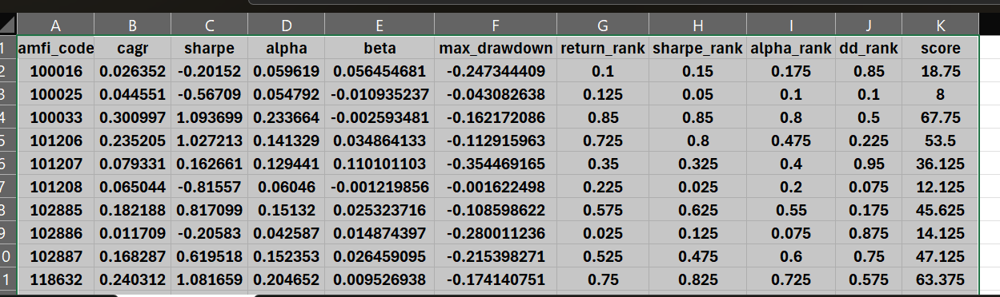 A B C D E F G H I J K
1 amfi_code cagr sharpe alpha beta max_drawdown return_rank sharpe_rank alpha_rank dd_rank score
2 100016 0.026352 -0.20152 0.059619 0.056454681 -0.247344409 0.1 0.15 0.175 0.85 18.75
3 100025 0.044551 -0.56709 0.054792 -0.010935237 -0.043082638 0.125 0.05 0.1 0.1 8
4 100033 0.300997 1.093699 0.233664 -0.002593481 -0.162172086 0.85 0.85 0.8 0.5 67.75
5 101206 0.235205 1.027213 0.141329 0.034864133 -0.112915963 0.725 0.8 0.475 0.225 53.5
6 101207 0.079331 0.162661 0.129441 0.110101103 -0.354469165 0.35 0.325 0.4 0.95 36.125
7 101208 0.065044 -0.81557 0.06046 -0.001219856 -0.001622498 0.225 0.025 0.2 0.075 12.125
8 102885 0.182188 0.817099 0.15132 0.025323716 -0.108598622 0.575 0.625 0.55 0.175 45.625
9 102886 0.011709 -0.20583 0.042587 0.014874397 -0.280011236 0.025 0.125 0.075 0.875 14.125
0 102887 0.168287 0.619518 0.152353 0.026459095 -0.215398271 0.525 0.475 0.6 0.75 47.125
1 118632 0.240312 1.081659 0.204652 0.009526938 -0.174140751 0.75 0.825 0.725 0.575 63.375